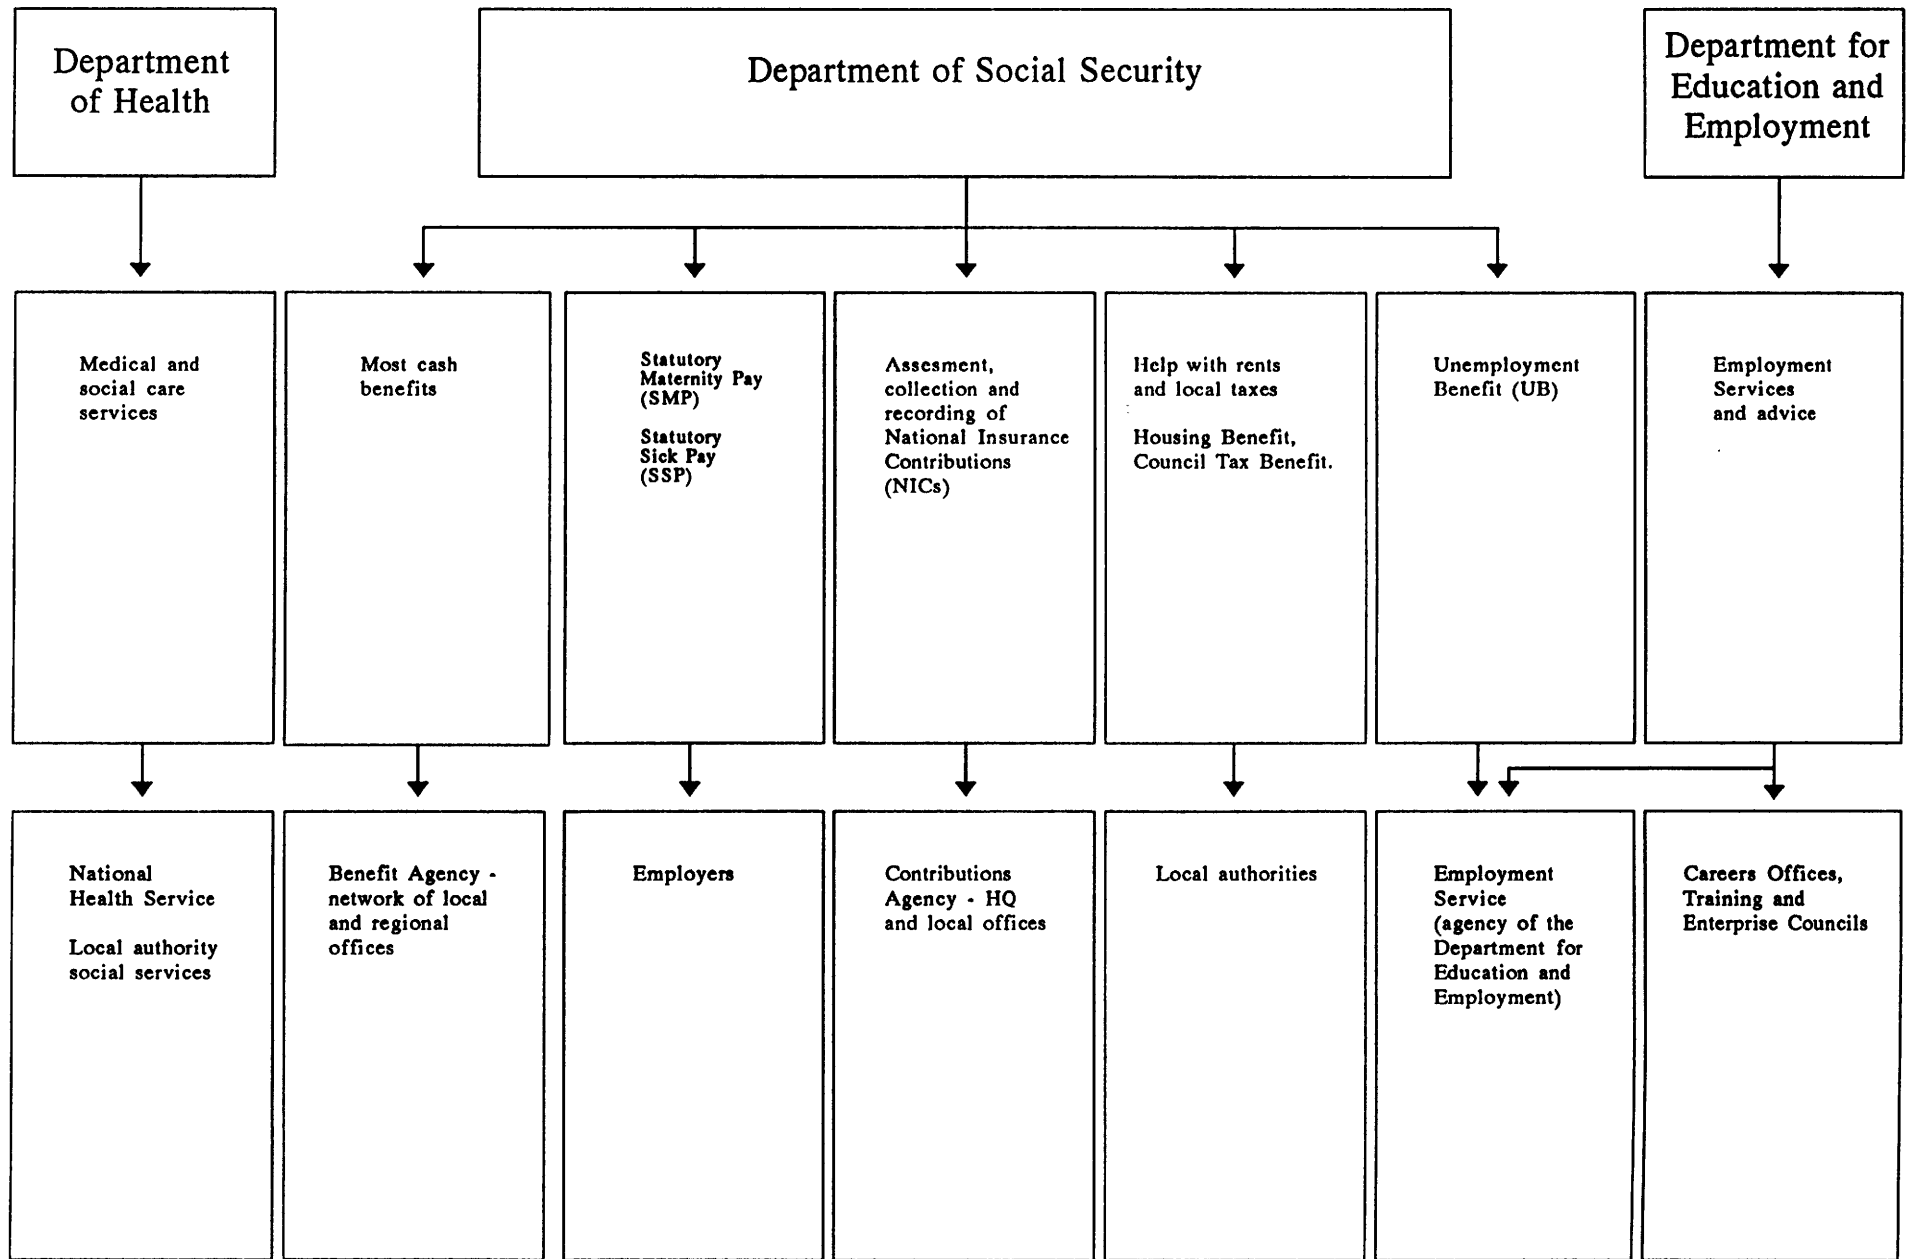 Department
of Health
Department of Social Security
Department for
Education and
Employment
Medical and
social care
services
Most cash
benefits
Statutory
Maternity Pay
(SMP)
Statutory
Sick Pay
(SSP)
Assesment,
collection and
recording of
National Insurance
Contributions
(NICs)
Help with rents
and local taxes
Housing Benefit,
Council Tax Benefit.
Unemployment
Benefit (UB)
Employment
Services
and advice
National
Health Service
Local authority
social services
Benefit Agency -
network of local
and regional
offices
Employers
Contributions
Agency - HQ
and local offices
Local authorities
Employment
Service
(agency of the
Department for
Education and
Employment)
Careers Offices,
Training and
Enterprise Councils